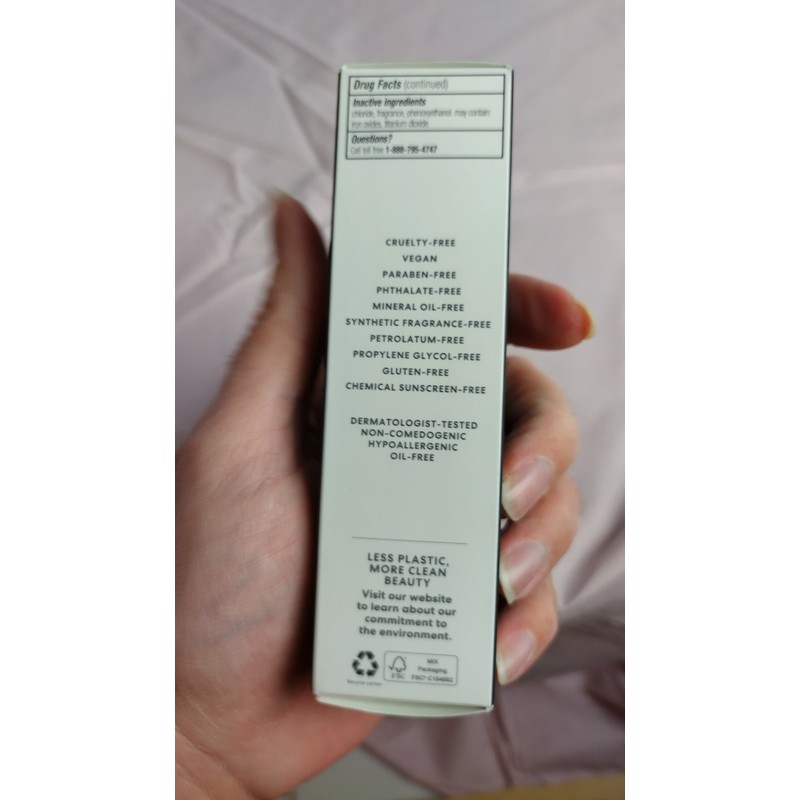 Drug Facts (continued)
Inactive ingredients
chloride, fragrance, phenoxyethanol. may contain:
iron oxides, titanium dioxide.
Questions?
Call toll free 1-888-795-4747
CRUELTY-FREE
VEGAN
PARABEN-FREE
PHTHALATE-FREE
MINERAL OIL-FREE
SYNTHETIC FRAGRANCE-FREE
PETROLATUM-FREE
PROPYLENE GLYCOL-FREE
GLUTEN-FREE
CHEMICAL SUNSCREEN-FREE
DERMATOLOGIST-TESTED
NON-COMEDOGENIC
HYPOALLERGENIC
OIL-FREE
LESS PLASTIC,
MORE CLEAN
BEAUTY
Visit our website
to learn about our
commitment to
the environment.
Recycle carton
FSC
MIX
Packaging